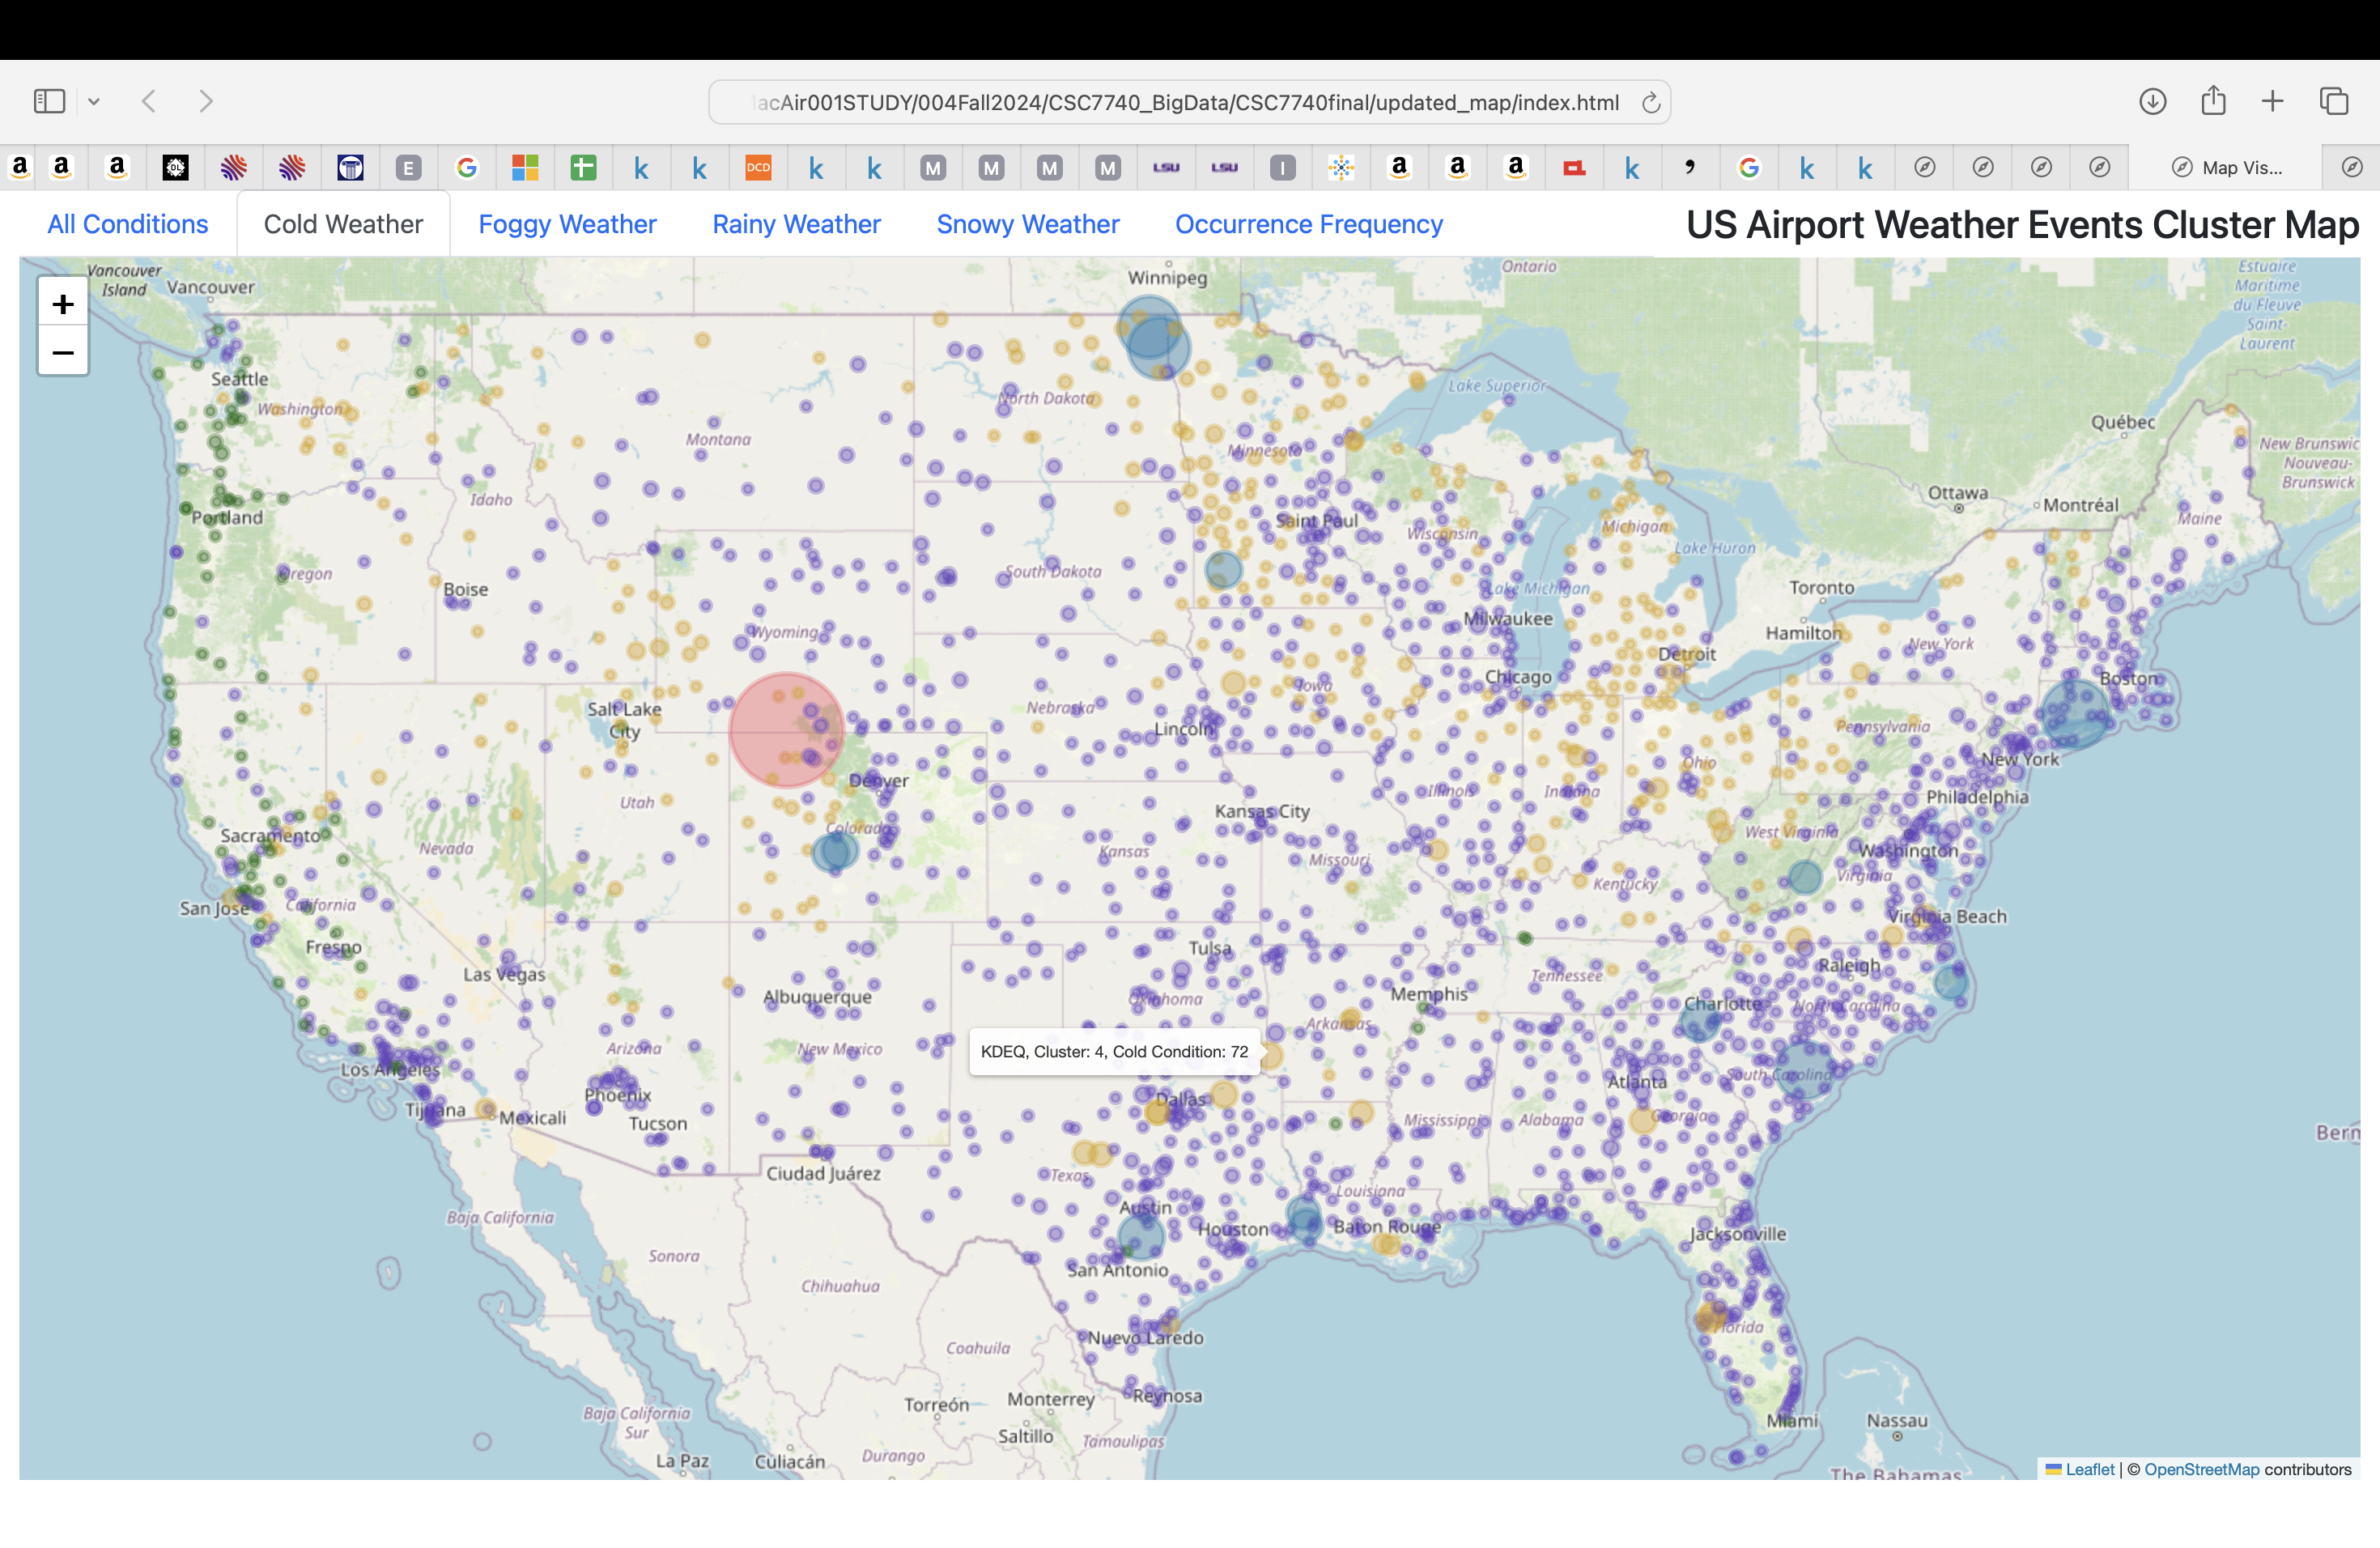 lacAir001STUDY/004Fall2024/CSC7740_BigData/CSC7740final/updated_map/index.html
a
a
a
E
G
k
k
DCD
k
k
M
M
M
M
LSU
LSU
I
a
a
a
k
G
k
k
Map Vis...
All Conditions
Cold Weather
Foggy Weather
Rainy Weather
Snowy Weather
Occurrence Frequency
US Airport Weather Events Cluster Map
+
−
Vancouver
Island
Vancouver
Winnipeg
Ontario
Estuaire
Maritime
du Fleuve
Saint-
Laurent
Seattle
Washington
North Dakota
Lake Superior
Montana
Minnesota
Québec
New Brunswic
Nouveau-
Brunswick
Idaho
Portland
Saint Paul
Wisconsin
Michigan
Ottawa
Montréal
Maine
Lake Huron
Oregon
Boise
South Dakota
Lake Michigan
Toronto
Milwaukee
Hamilton
Wyoming
New York
Detroit
Chicago
Iowa
Boston
Salt Lake
City
Nebraska
Lincoln
Pennsylvania
New York
Ohio
Denver
Utah
Illinois
Indiana
Philadelphia
Kansas City
Colorado
Sacramento
Nevada
Kansas
Missouri
West Virginia
Washington
Kentucky
Virginia
San Jose
California
Virginia Beach
Fresno
Las Vegas
Tulsa
Tennessee
Raleigh
Albuquerque
Oklahoma
Memphis
Charlotte
North Carolina
Arkansas
Arizona
New Mexico
KDEQ, Cluster: 4, Cold Condition: 72
Los Angeles
Phoenix
Atlanta
South Carolina
Tijuana
Mexicali
Tucson
Dallas
Mississippi
Alabama
Georgia
Bern
Ciudad Juárez
Texas
Louisiana
Baja California
Austin
Houston
Baton Rouge
Jacksonville
Sonora
Chihuahua
San Antonio
Nuevo Laredo
Florida
Coahuila
Reynosa
Torreón
Monterrey
Baja California
Sur
Saltillo
Tamaulipas
Miami
Nassau
La Paz
Culiacán
Durango
The Bahamas
Leaflet | © OpenStreetMap contributors